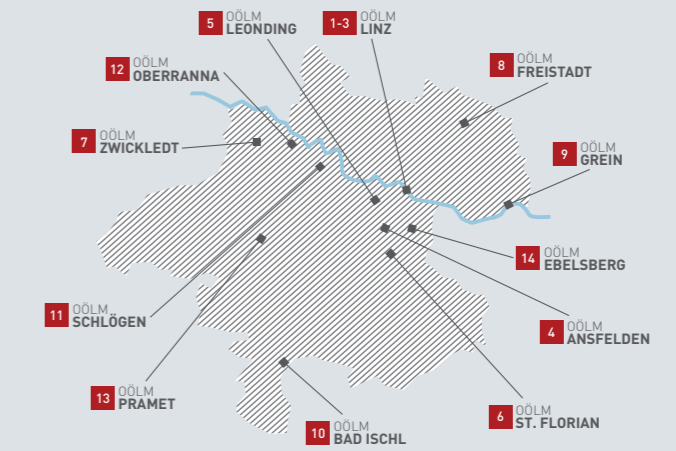 5 OÖLM
LEONDING
1-3 OÖLM
LINZ
12 OÖLM
OBERRANNA
8 OÖLM
FREISTADT
7 OÖLM
ZWICKLEDT
9 OÖLM
GREIN
14 OÖLM
EBELSBERG
11 OÖLM
SCHLÖGEN
4 OÖLM
ANSFELDEN
13 OÖLM
PRAMET
6 OÖLM
ST. FLORIAN
10 OÖLM
BAD ISCHL